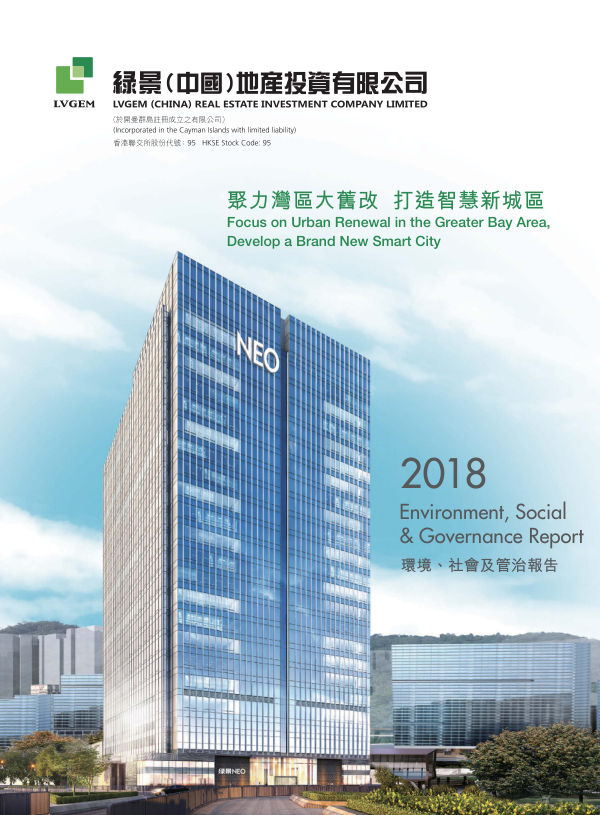 LVGEM
綠景(中國)地產投資有限公司
LVGEM (CHINA) REAL ESTATE INVESTMENT COMPANY LIMITED
(於開曼群島註冊成立之有限公司)
(Incorporated in the Cayman Islands with limited liability)
香港聯交所股份代號: 95 HKSE Stock Code: 95
聚力灣區大舊改 打造智慧新城區
Focus on Urban Renewal in the Greater Bay Area,
Develop a Brand New Smart City
NEO
2018
Environment, Social
& Governance Report
環境、社會及管治報告
綠景NEO